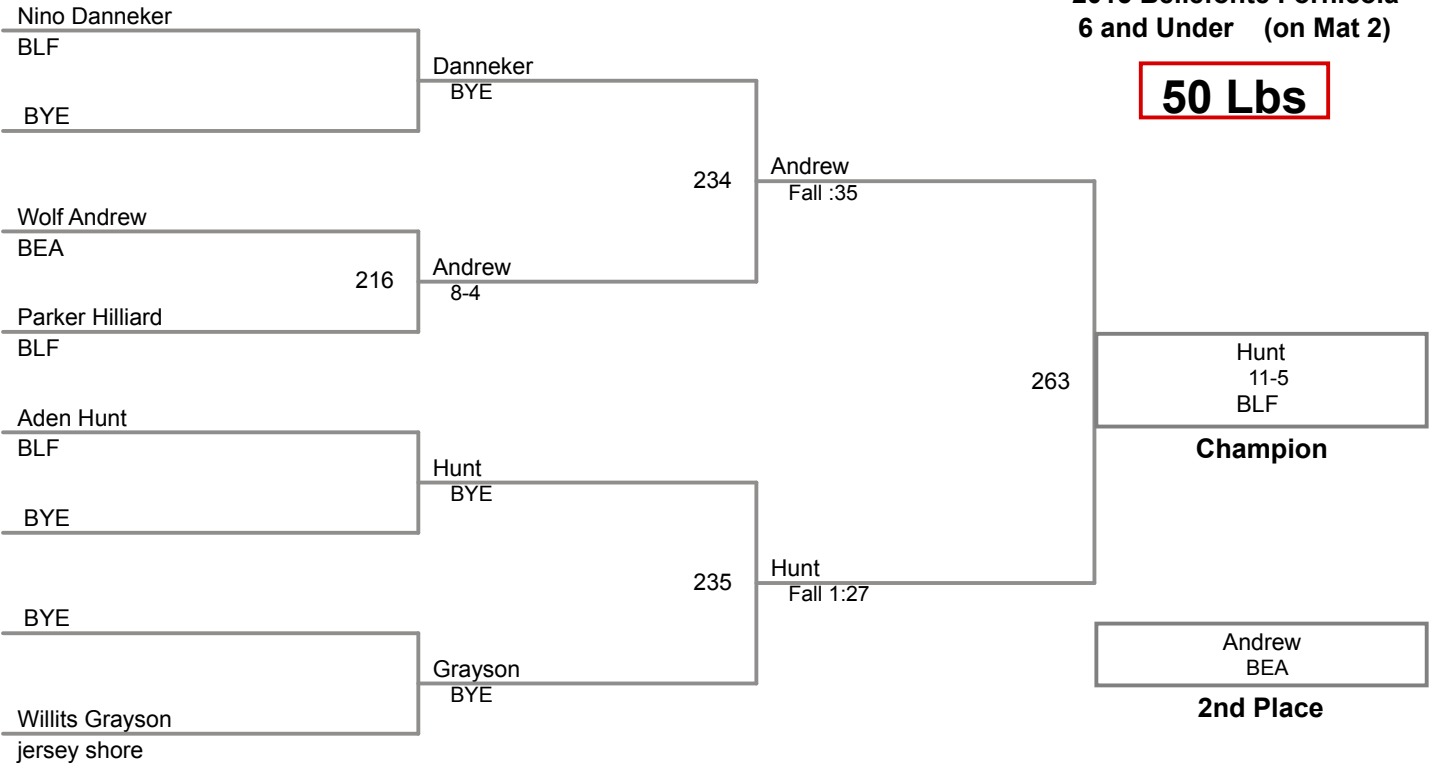 6 and Under (on Mat 2)
50 Lbs
Nino Danneker
BLF
BYE
Danneker
BYE
Wolf Andrew
BEA
216
Parker Hilliard
BLF
Andrew
8-4
234
Andrew
Fall :35
Aden Hunt
BLF
BYE
Hunt
BYE
BYE
Willits Grayson
jersey shore
Grayson
BYE
235
Hunt
Fall 1:27
263
Hunt
11-5
BLF
Champion
Andrew
BEA
2nd Place